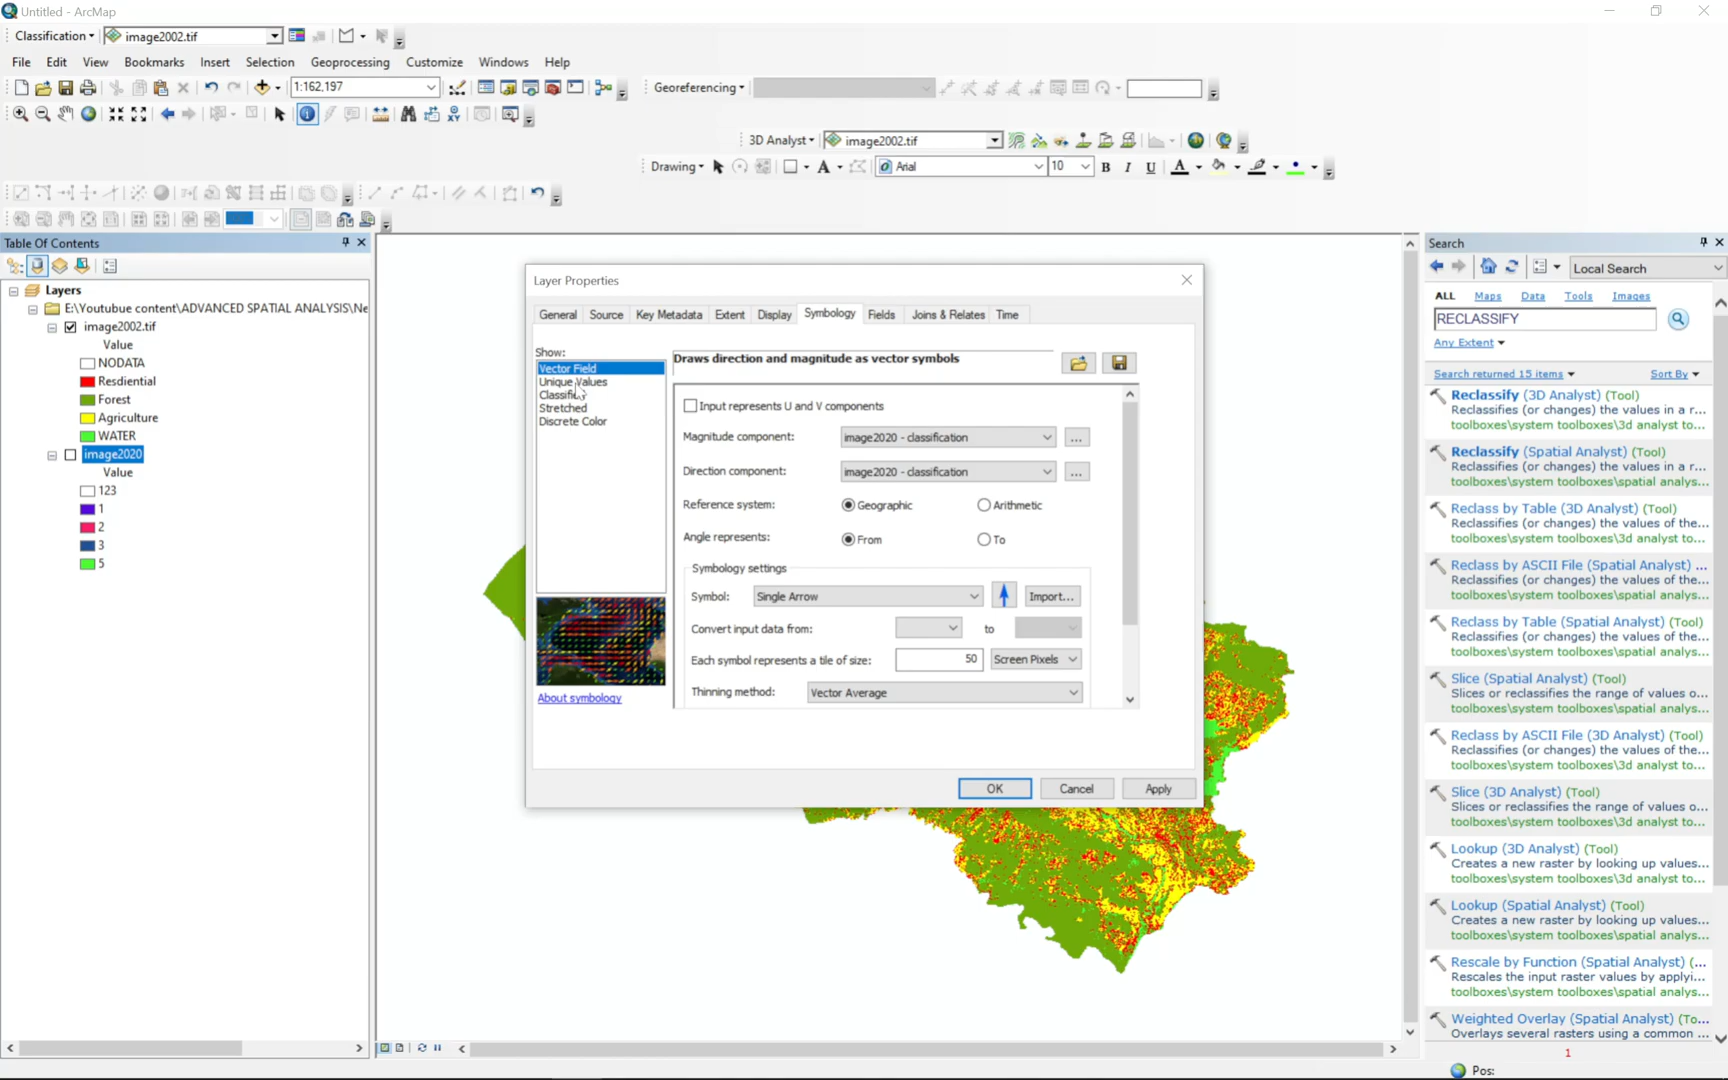 Untitled - ArcMap
Classification
image2002.tif
File Edit View Bookmarks Insert Selection Geoprocessing Customize Windows Help
1:162,197
Georeferencing
3D Analyst
image2002.tif
Drawing
A
Arial
10
B I U A
Table Of Contents
Layers
E:\Youtubue content\ADVANCED SPATIAL ANALYSIS\Ne
image2002.tif
Value
NODATA
Resdiential
Forest
Agriculture
WATER
image2020
Value
123
1
2
3
5
Layer Properties
General Source Key Metadata Extent Display Symbology Fields Joins & Relates Time
Show:
Vector Field
Unique Values
Classified
Stretched
Discrete Color
About symbology
Draws direction and magnitude as vector symbols
Input represents U and V components
Magnitude component:
image2020 - classification
...
Direction component:
image2020 - classification
...
Reference system:
Geographic
Arithmetic
Angle represents:
From
To
Symbology settings
Symbol:
Single Arrow
Import...
Convert input data from:
to
Each symbol represents a tile of size:
50
Screen Pixels
Thinning method:
Vector Average
OK
Cancel
Apply
Search
Local Search
ALL Maps Data Tools Images
RECLASSIFY
Any Extent
Search returned 15 items
Sort By
Reclassify (3D Analyst) (Tool)
Reclassifies (or changes) the values in a r...
toolboxes\system toolboxes\3d analyst to...
Reclassify (Spatial Analyst) (Tool)
Reclassifies (or changes) the values in a r...
toolboxes\system toolboxes\spatial analys...
Reclass by Table (3D Analyst) (Tool)
Reclassifies (or changes) the values of the...
toolboxes\system toolboxes\3d analyst to...
Reclass by ASCII File (Spatial Analyst) ...
Reclassifies (or changes) the values of the...
toolboxes\system toolboxes\spatial analys...
Reclass by Table (Spatial Analyst) (Tool)
Reclassifies (or changes) the values of the...
toolboxes\system toolboxes\spatial analys...
Slice (Spatial Analyst) (Tool)
Slices or reclassifies the range of values o...
toolboxes\system toolboxes\spatial analys...
Reclass by ASCII File (3D Analyst) (Tool)
Reclassifies (or changes) the values of the...
toolboxes\system toolboxes\3d analyst to...
Slice (3D Analyst) (Tool)
Slices or reclassifies the range of values o...
toolboxes\system toolboxes\3d analyst to...
Lookup (3D Analyst) (Tool)
Creates a new raster by looking up values...
toolboxes\system toolboxes\3d analyst to...
Lookup (Spatial Analyst) (Tool)
Creates a new raster by looking up values...
toolboxes\system toolboxes\spatial analys...
Rescale by Function (Spatial Analyst) (...
Rescales the input raster values by applyi...
toolboxes\system toolboxes\spatial analys...
Weighted Overlay (Spatial Analyst) (To...
Overlays several rasters using a common ...
1
Pos: